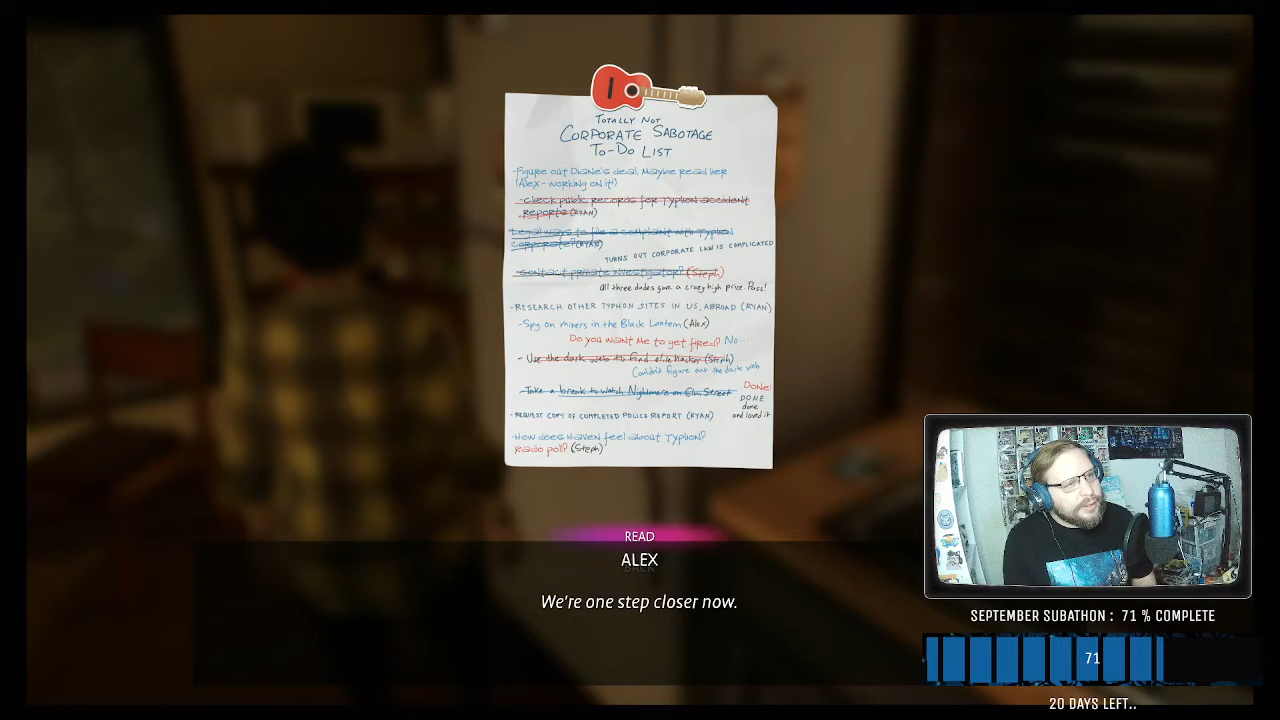 TOTALLY NOT
CORPORATE SABOTAGE
TO-DO LIST
-Figure out Diane's deal. Maybe read her
(Alex - working on it!)
-Check public records for Typhon accident
reports (RYAN)
Legal ways to file a complaint with Typhon
corporate? (RYAN)
TURNS OUT CORPORATE LAW IS COMPLICATED
-Contact private investigator? (Steph)
All three dudes gave a crazy high price. Pass!
-RESEARCH OTHER TYPHON SITES IN US, ABROAD (RYAN)
-Spy on miners in the Black Lantern (Alex)
Do you want me to get fired? No...
- Use the dark web to find elite hacker (Steph)
Couldn't figure out the dark web
-Take a break to watch Nightmare on Elm Street
DONE!
DONE
done
and loved it
-REQUEST COPY OF COMPLETED POLICE REPORT (RYAN)
-How does Haven feel about Typhon?
Radio poll? (Steph)
READ
ALEX
BACK
We're one step closer now.
SEPTEMBER SUBATHON : 71 % COMPLETE
71
20 DAYS LEFT..